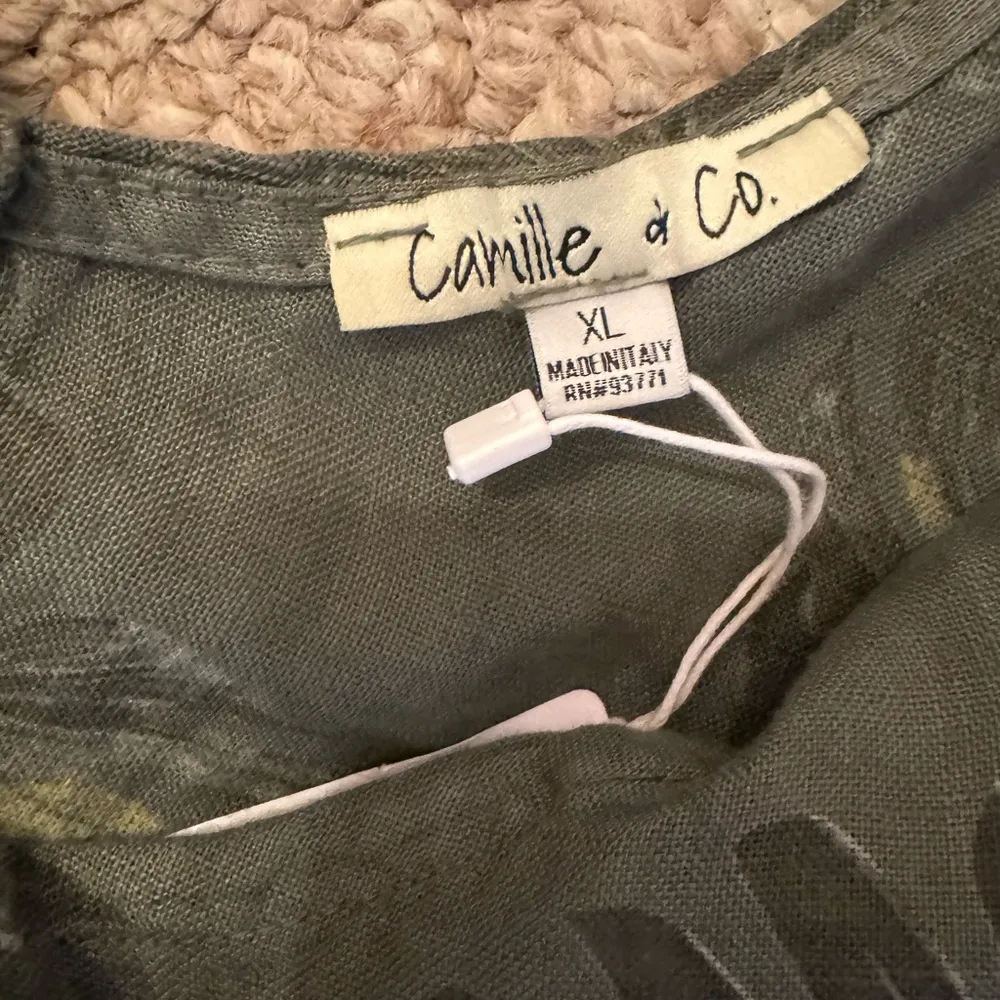 Camille & Co.
XL
MADEINITALY
RN#93771